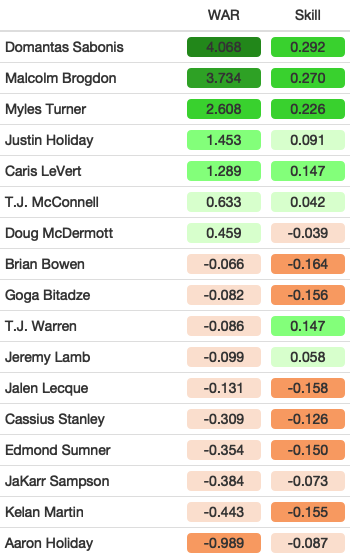 WAR Skill
Domantas Sabonis 4.068 0.292
Malcolm Brogdon 3.734 0.270
Myles Turner 2.608 0.226
Justin Holiday 1.453 0.091
Caris LeVert 1.289 0.147
T.J. McConnell 0.633 0.042
Doug McDermott 0.459 -0.039
Brian Bowen -0.066 -0.164
Goga Bitadze -0.082 -0.156
T.J. Warren -0.086 0.147
Jeremy Lamb -0.099 0.058
Jalen Lecque -0.131 -0.158
Cassius Stanley -0.309 -0.126
Edmond Sumner -0.354 -0.150
JaKarr Sampson -0.384 -0.073
Kelan Martin -0.443 -0.155
Aaron Holiday -0.989 -0.087